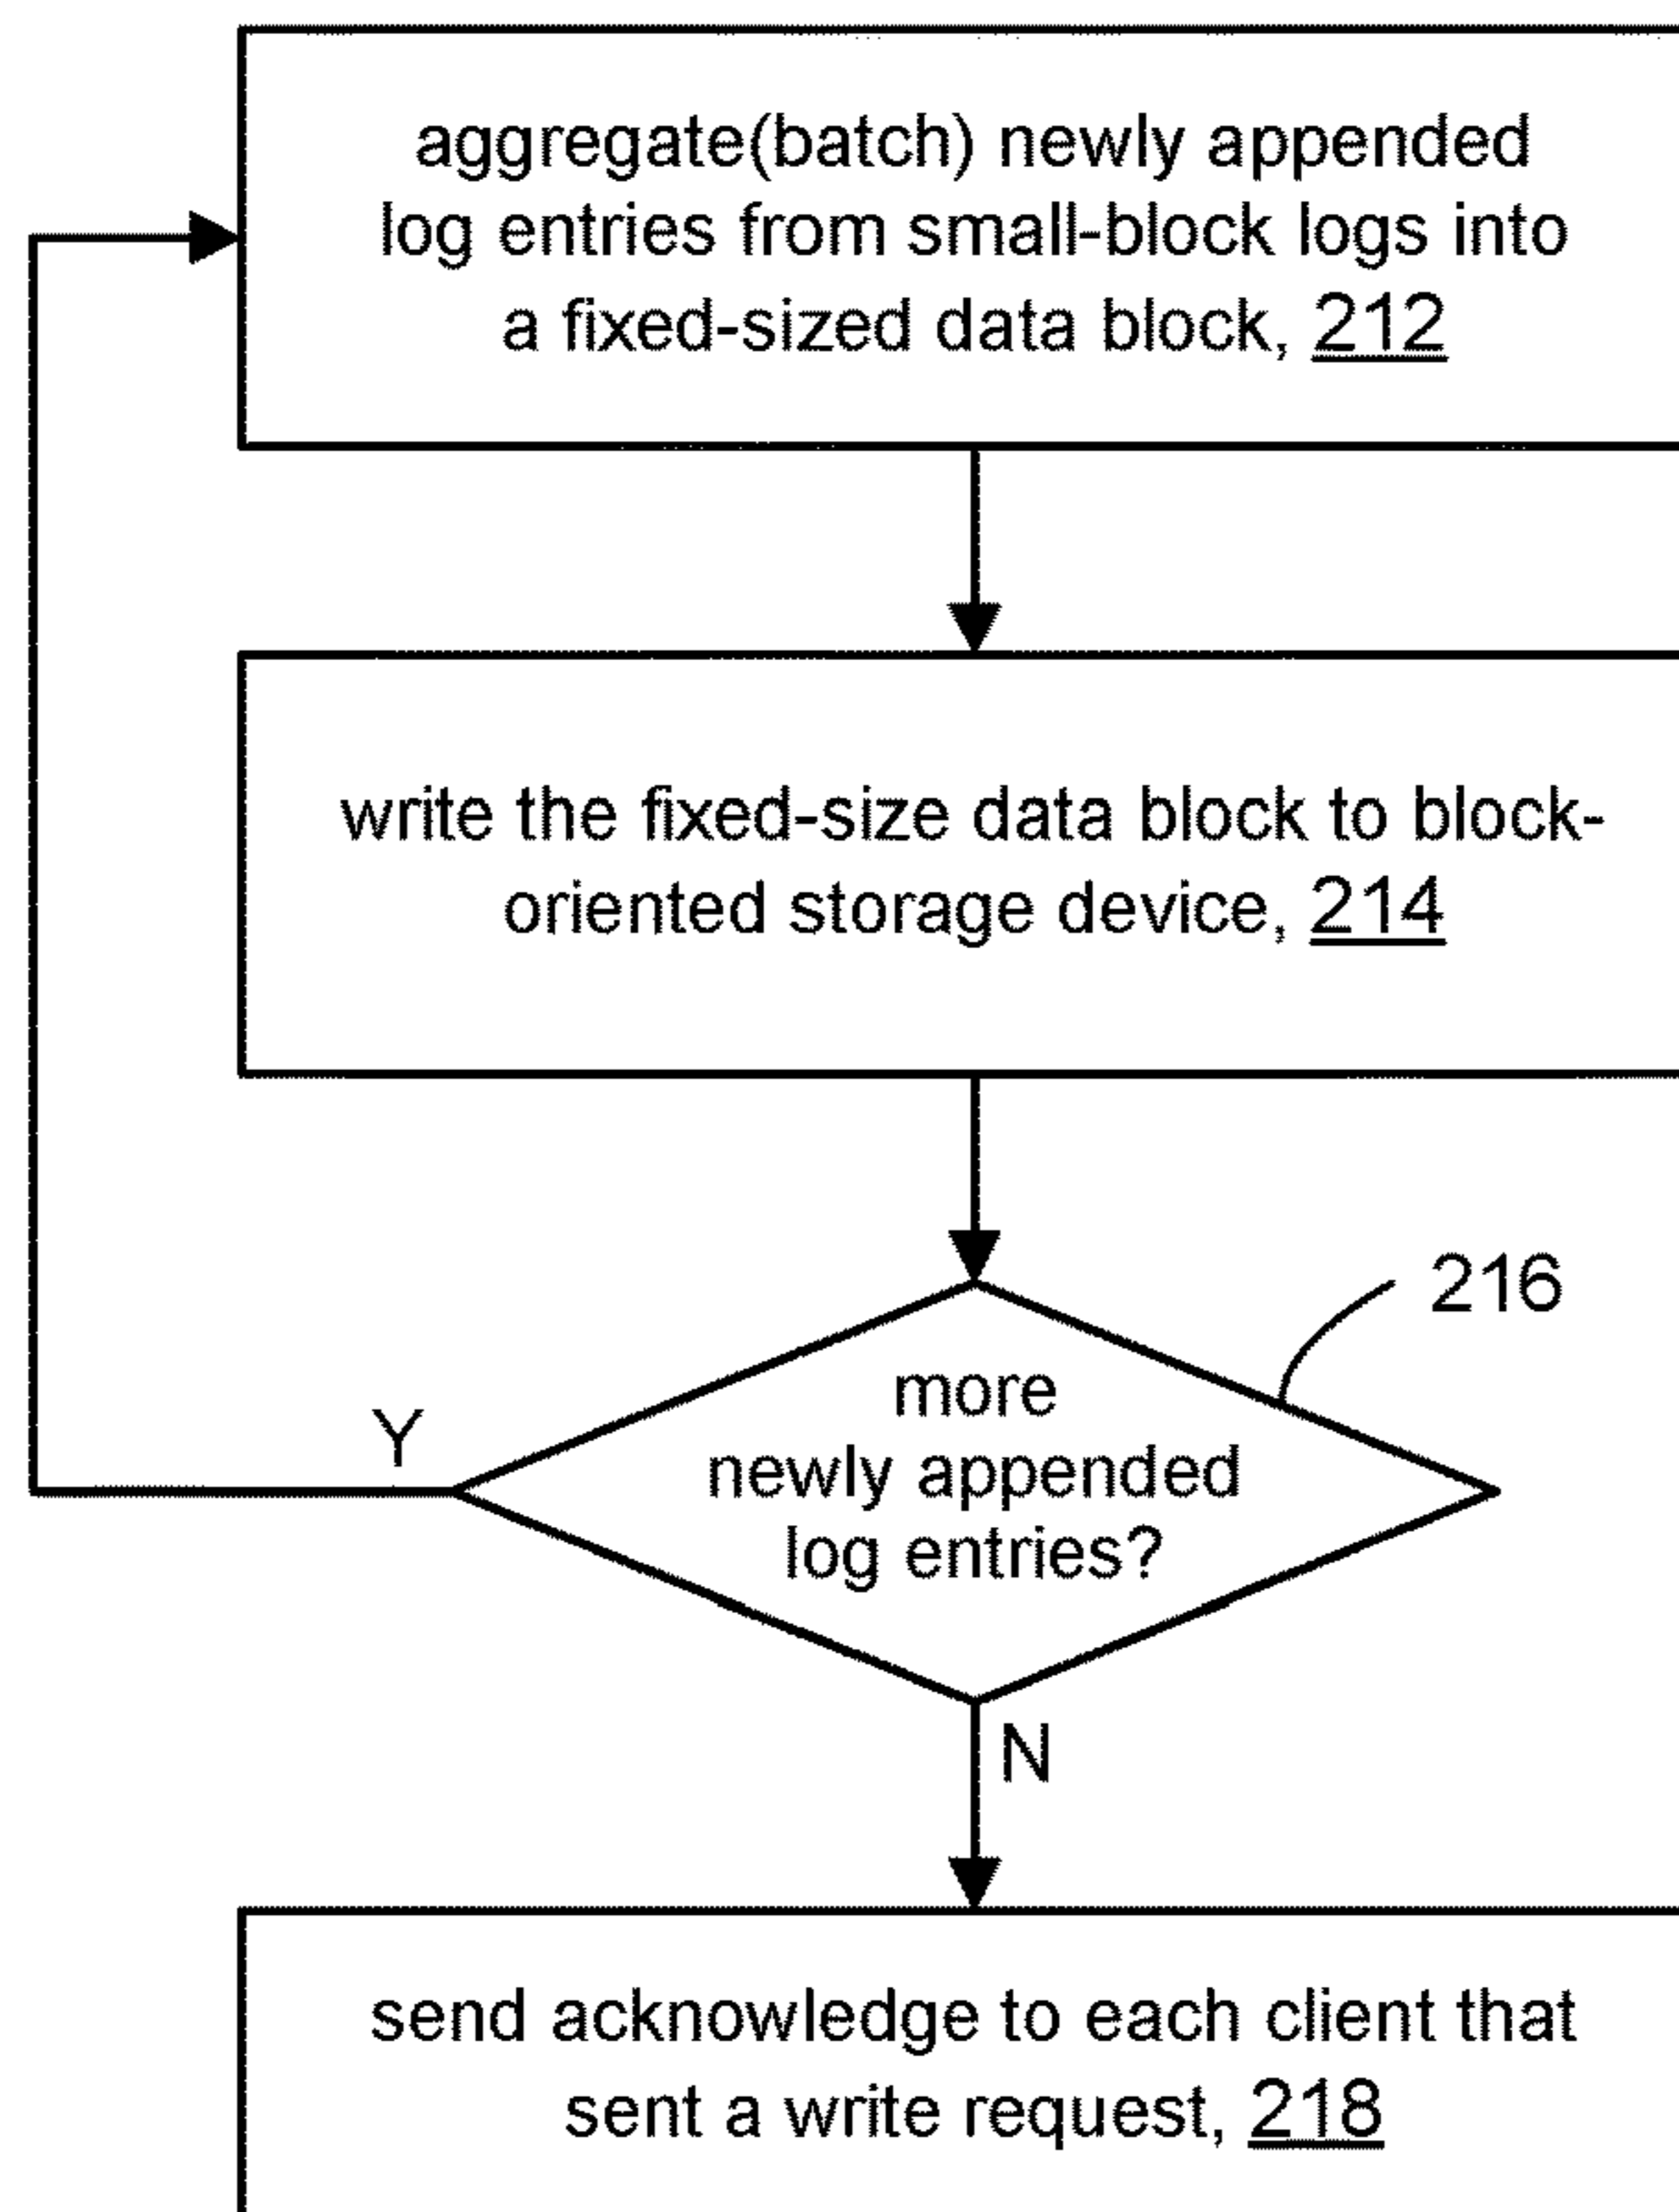 aggregate(batch) newly appended
log entries from small-block logs into
a fixed-sized data block, 212
write the fixed-size data block to block-
oriented storage device, 214
216
more
newly appended
log entries?
Y
N
send acknowledge to each client that
sent a write request, 218